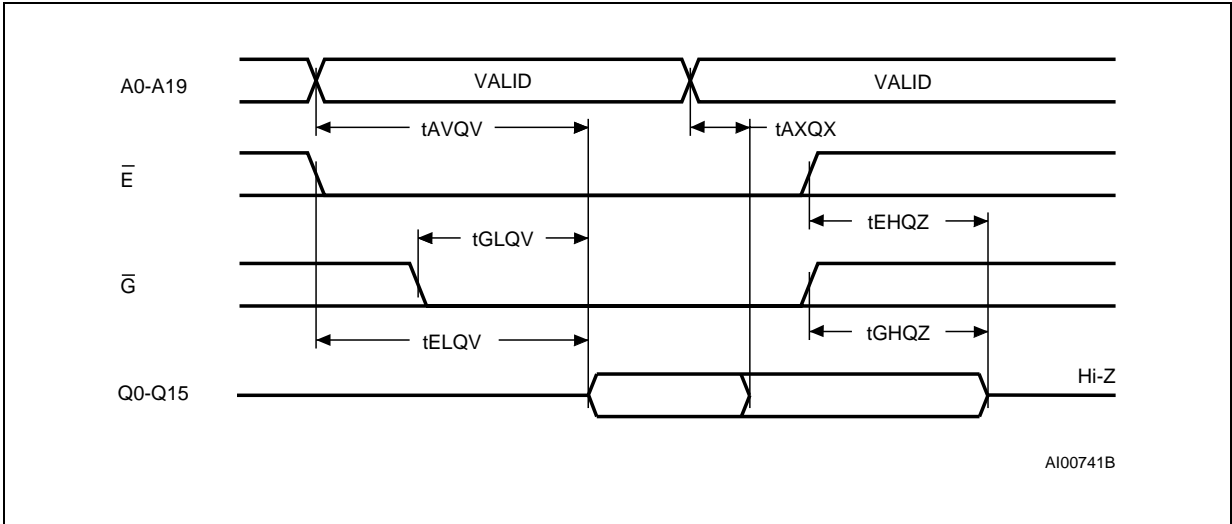 A0-A19
VALID
VALID
tAVQV
tAXQX
E̅
tEHQZ
tGLQV
G̅
tGHQZ
tELQV
Q0-Q15
Hi-Z
AI00741B